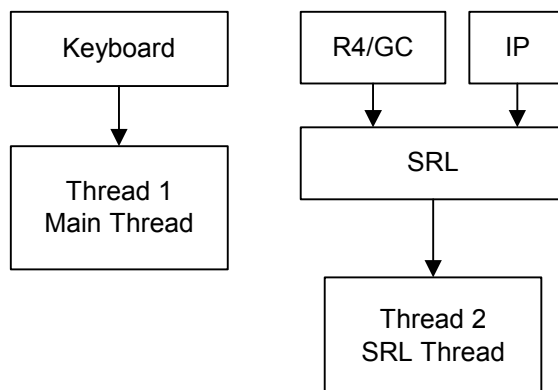 Keyboard
R4/GC
IP
Thread 1
Main Thread
SRL
Thread 2
SRL Thread